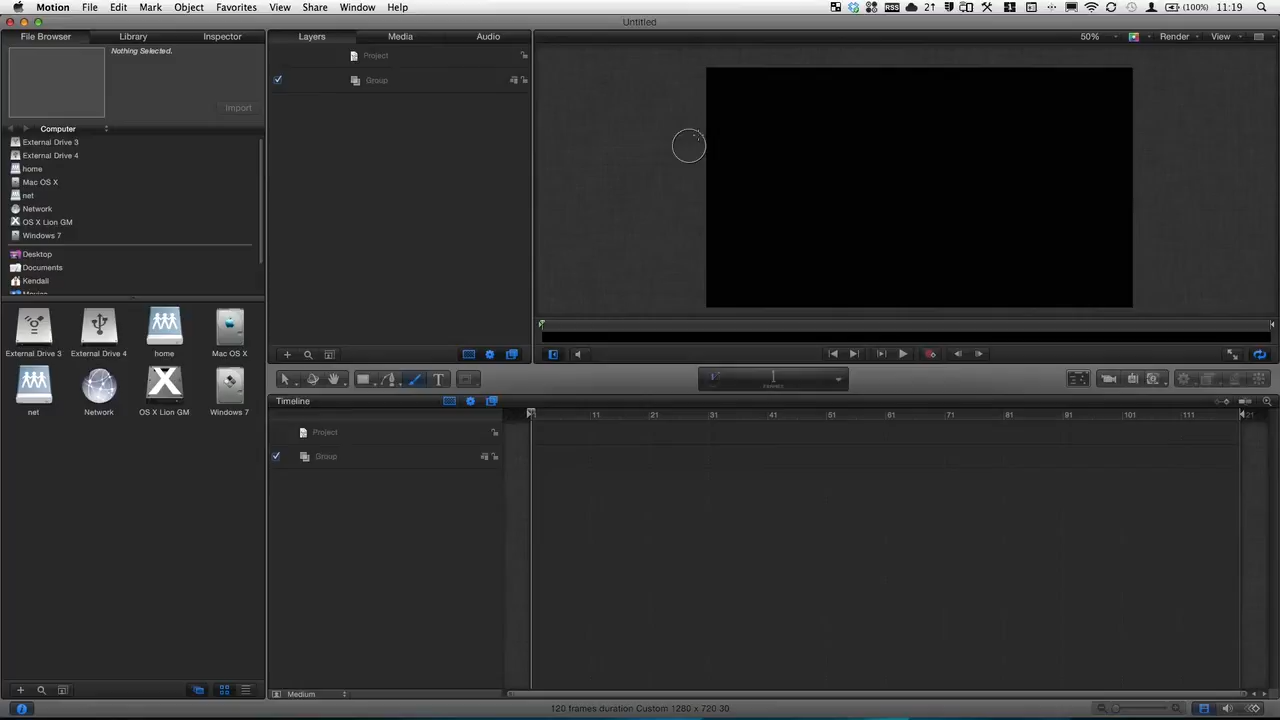 Motion File Edit Mark Object Favorites View Share Window Help (100%) 11:19
Untitled
File Browser Library Inspector Layers Media Audio 50% Render View
Nothing Selected.
Import
Project
Group
Computer
External Drive 3
External Drive 4
home
Mac OS X
net
Network
OS X Lion GM
Windows 7
Desktop
Documents
Kendall
External Drive 3 External Drive 4 home Mac OS X
net Network OS X Lion GM Windows 7
T
Timeline
11 21 31 41 51 61 71 81 91 101 111
Project
Group
Medium
120 frames duration Custom 1280 x 720 30